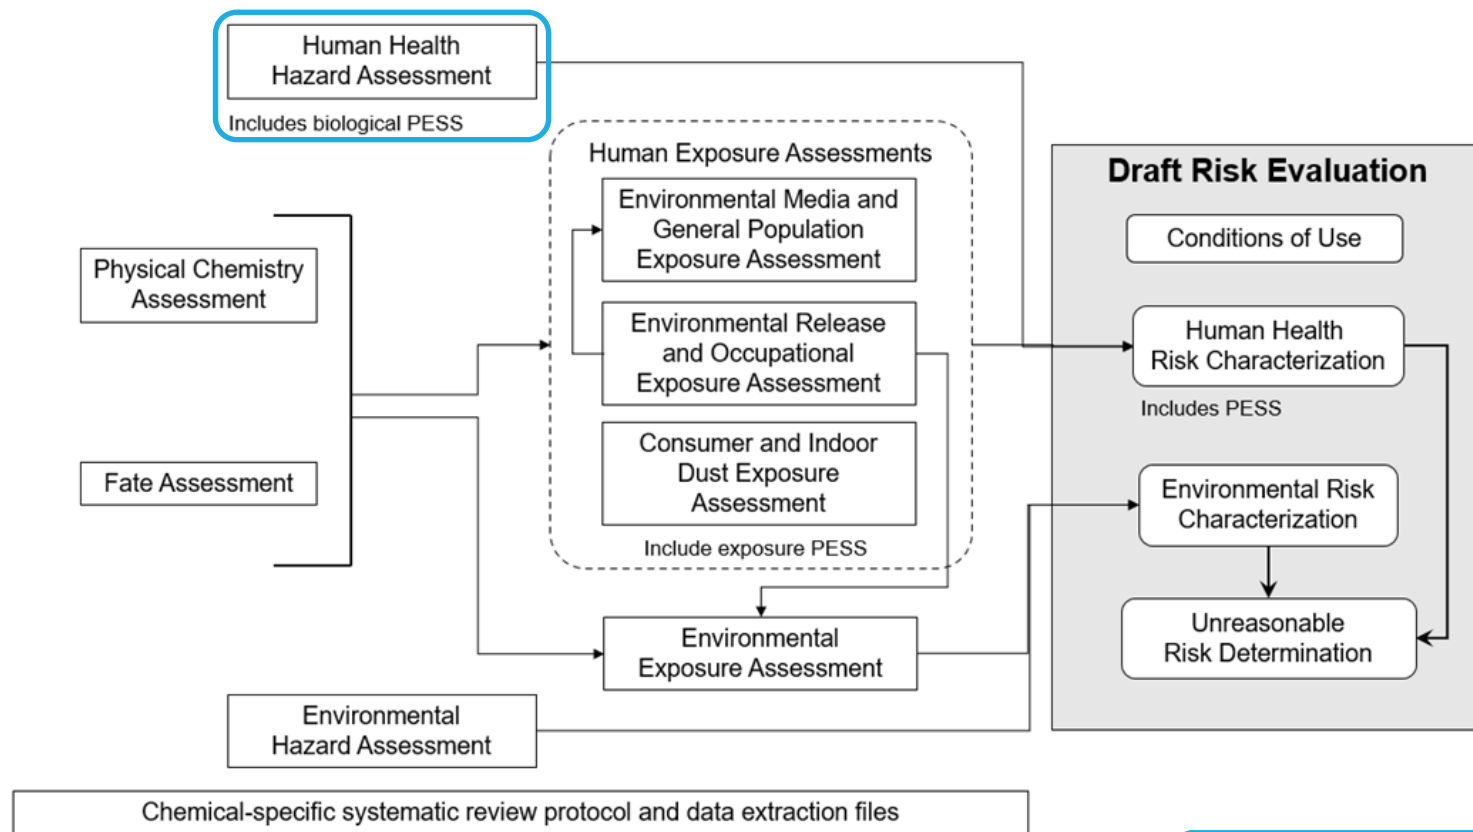 Human Health
Hazard Assessment
Includes biological PESS
Human Exposure Assessments
Environmental Media and
General Population
Exposure Assessment
Environmental Release
and Occupational
Exposure Assessment
Consumer and Indoor
Dust Exposure
Assessment
Include exposure PESS
Physical Chemistry
Assessment
Fate Assessment
Environmental
Exposure Assessment
Environmental
Hazard Assessment
Draft Risk Evaluation
Conditions of Use
Human Health
Risk Characterization
Includes PESS
Environmental Risk
Characterization
Unreasonable
Risk Determination
Chemical-specific systematic review protocol and data extraction files